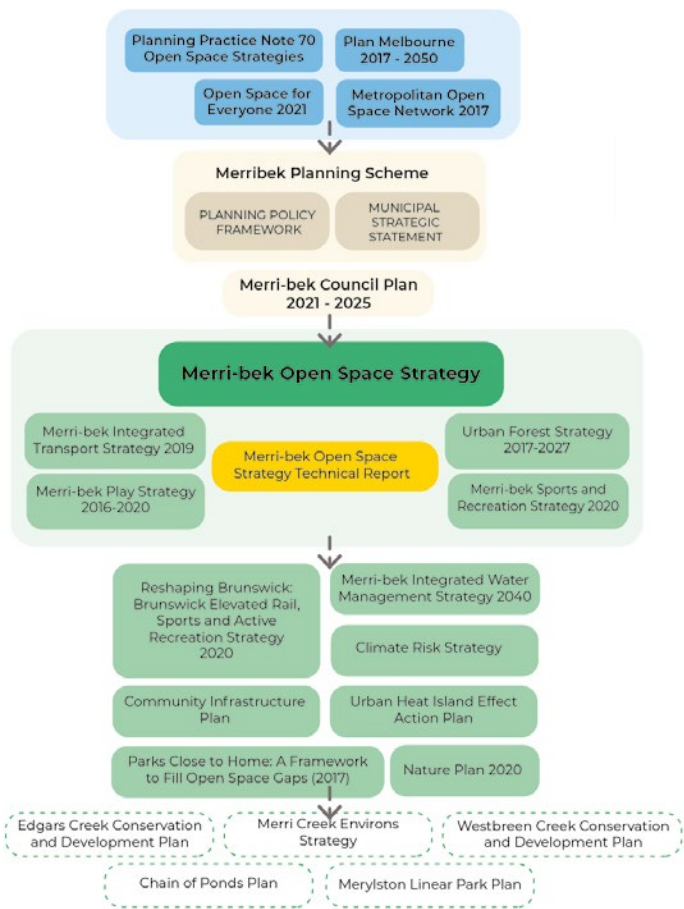 Planning Practice Note 70
Open Space Strategies
Plan Melbourne
2017 - 2050
Open Space for
Everyone 2021
Metropolitan Open
Space Network 2017
Merribek Planning Scheme
PLANNING POLICY
FRAMEWORK
MUNICIPAL
STRATEGIC
STATEMENT
Merri-bek Council Plan
2021 - 2025
Merri-bek Open Space Strategy
Merri-bek Integrated
Transport Strategy 2019
Merri-bek Open Space
Strategy Technical Report
Urban Forest Strategy
2017-2027
Merri-bek Play Strategy
2016-2020
Merri-bek Sports and
Recreation Strategy 2020
Reshaping Brunswick:
Brunswick Elevated Rail,
Sports and Active
Recreation Strategy
2020
Merri-bek Integrated Water
Management Strategy 2040
Climate Risk Strategy
Community Infrastructure
Plan
Urban Heat Island Effect
Action Plan
Parks Close to Home: A Framework
to Fill Open Space Gaps (2017)
Nature Plan 2020
Edgars Creek Conservation
and Development Plan
Merri Creek Environs
Strategy
Westbreen Creek Conservation
and Development Plan
Chain of Ponds Plan
Merylston Linear Park Plan